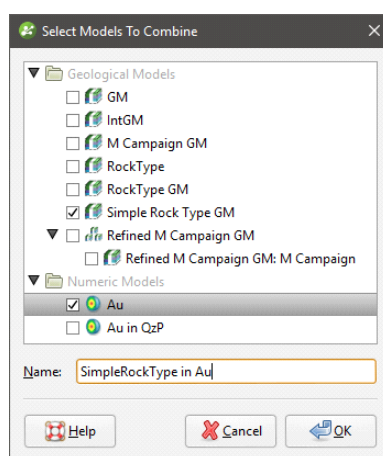 Select Models To Combine
Geological Models
GM
IntGM
M Campaign GM
RockType
RockType GM
Simple Rock Type GM
Refined M Campaign GM
Refined M Campaign GM: M Campaign
Numeric Models
Au
Au in QzP
Name: SimpleRockType in Au
Help Cancel OK